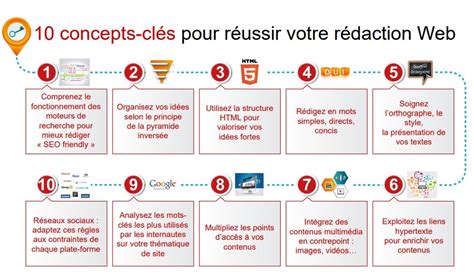 10 concepts-clés pour réussir votre rédaction Web
1
Comprenez le
fonctionnement des
moteurs de
recherche pour
mieux rédiger
« SEO friendly »
2
Organisez vos idées
selon le principe
de la pyramide
inversée
3
HTML
5
Utilisez la structure
HTML pour
valoriser vos
idées fortes
4
Rédigez en mots
simples, directs,
concis
5
Soignez
l'orthographe, le
style,
la présentation de
vos textes
10
Réseaux sociaux :
adaptez ces règles
aux contraintes de
chaque plate-forme
9
Google
Analysez les mots-
clés les plus utilisés
par les internautes
sur votre thématique
de site
8
Multipliez les points
d'accès à vos
contenus
7
Intégrez des
contenus multimédia
en contrepoint :
images, vidéos…
6
Exploitez les liens
hypertexte
pour enrichir vos
contenus